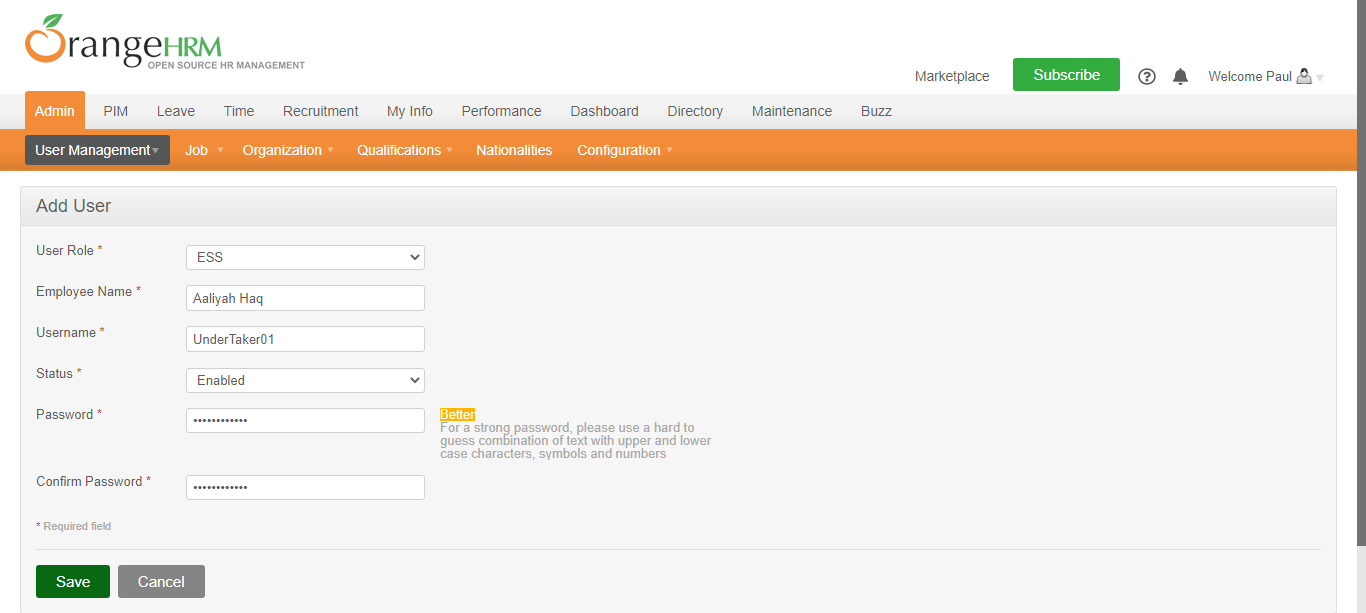 OrangeHRM
OPEN SOURCE HR MANAGEMENT
Marketplace
Subscribe
?
Welcome Paul
Admin
PIM
Leave
Time
Recruitment
My Info
Performance
Dashboard
Directory
Maintenance
Buzz
User Management
Job
Organization
Qualifications
Nationalities
Configuration
Add User
User Role *
ESS
Employee Name *
Aaliyah Haq
Username *
UnderTaker01
Status *
Enabled
Password *
••••••••••••
Better
For a strong password, please use a hard to
guess combination of text with upper and lower
case characters, symbols and numbers
Confirm Password *
••••••••••••
* Required field
Save
Cancel